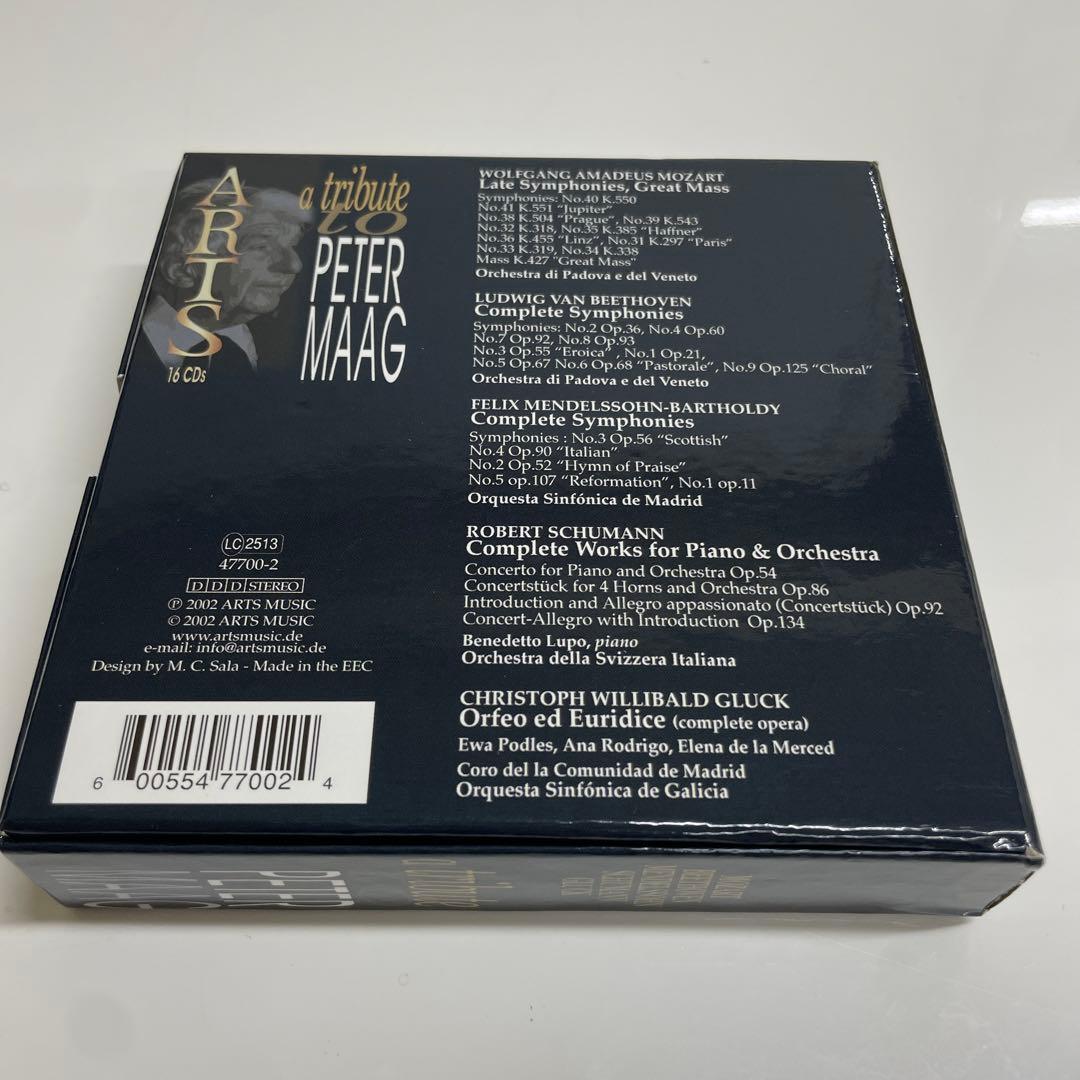 ARTS
16 CDs
a tribute
to
PETER
MAAG
WOLFGANG AMADEUS MOZART
Late Symphonies, Great Mass
Symphonies: No.40 K.550
No.41 K.551 "Jupiter"
No.38 K.504 "Prague", No.39 K.543
No.32 K.318, No.35 K.385 "Haffner"
No.36 K.455 "Linz", No.31 K.297 "Paris"
No.33 K.319, No.34 K.338
Mass K.427 "Great Mass"
Orchestra di Padova e del Veneto
LUDWIG VAN BEETHOVEN
Complete Symphonies
Symphonies: No.2 Op.36, No.4 Op.60
No.7 Op.92, No.8 Op.93
No.3 Op.55 "Eroica" , No.1 Op.21,
No.5 Op.67 No.6 Op.68 "Pastorale", No.9 Op.125 "Choral"
Orchestra di Padova e del Veneto
FELIX MENDELSSOHN-BARTHOLDY
Complete Symphonies
Symphonies : No.3 Op.56 "Scottish"
No.4 Op.90 "Italian"
No.2 Op.52 "Hymn of Praise"
No.5 op.107 "Reformation", No.1 op.11
Orquesta Sinfónica de Madrid
ROBERT SCHUMANN
Complete Works for Piano & Orchestra
Concerto for Piano and Orchestra Op.54
Concertstück for 4 Horns and Orchestra Op.86
Introduction and Allegro appassionato (Concertstück) Op.92
Concert-Allegro with Introduction Op.134
Benedetto Lupo, piano
Orchestra della Svizzera Italiana
CHRISTOPH WILLIBALD GLUCK
Orfeo ed Euridice (complete opera)
Ewa Podles, Ana Rodrigo, Elena de la Merced
Coro del la Comunidad de Madrid
Orquesta Sinfónica de Galicia
LC 2513
47700-2
D D D STEREO
℗ 2002 ARTS MUSIC
© 2002 ARTS MUSIC
www.artsmusic.de
e-mail: info@artsmusic.de
Design by M. C. Sala - Made in the EEC
6 00554 77002 4
PETER
MAAG
a tribute
MOZART
BEETHOVEN
MENDELSSOHN
SCHUMANN
GLUCK